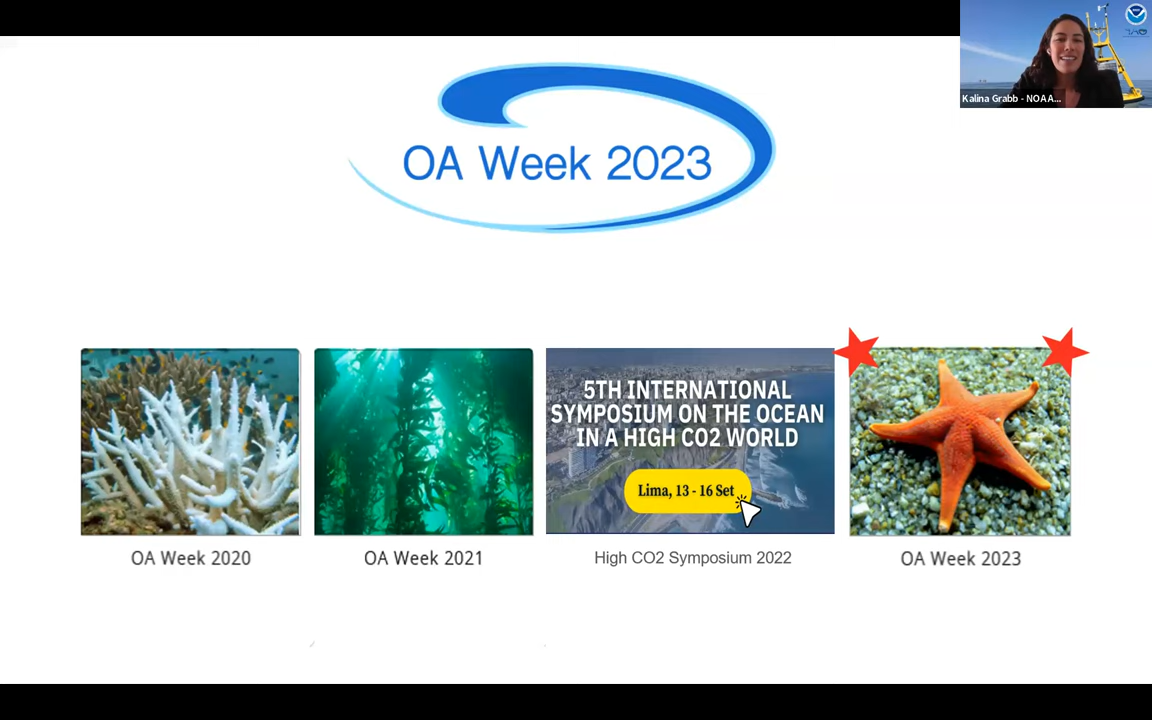 Kalina Grabb - NOAA...
OA Week 2023
5TH INTERNATIONAL
SYMPOSIUM ON THE OCEAN
IN A HIGH CO2 WORLD
Lima, 13 - 16 Set
OA Week 2020
OA Week 2021
High CO2 Symposium 2022
OA Week 2023